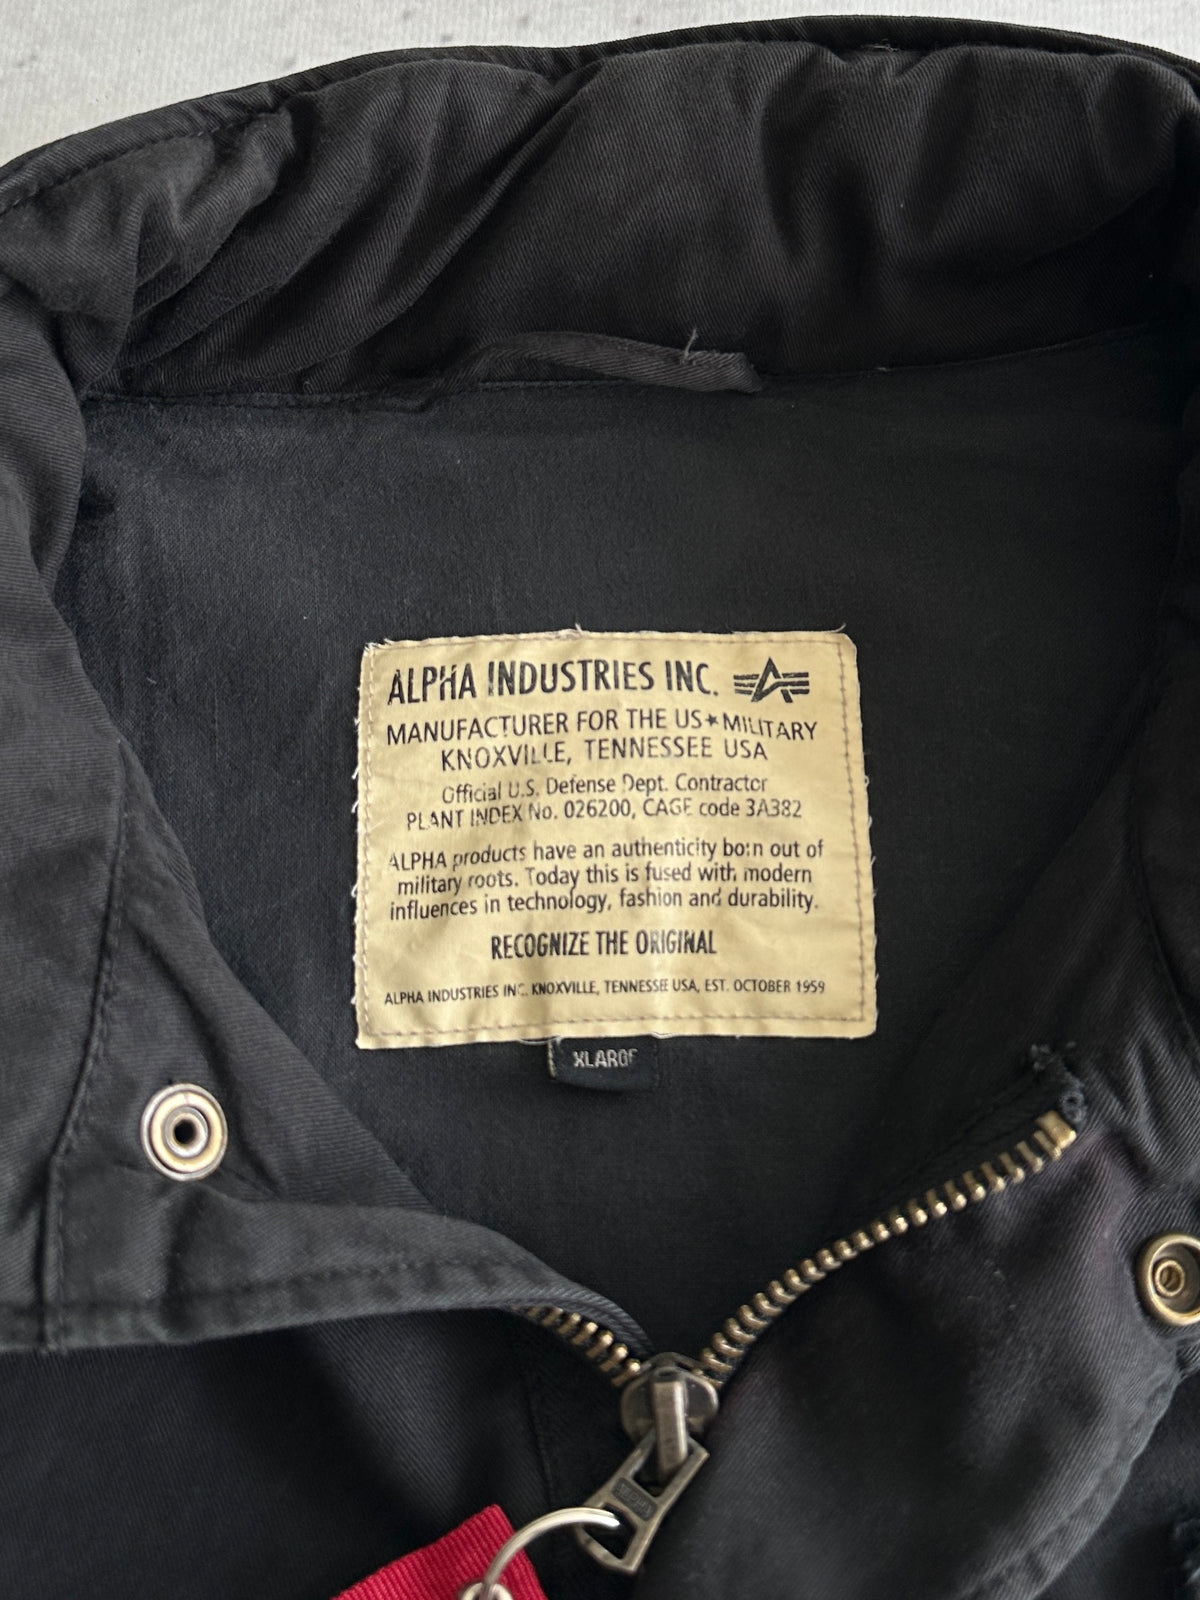 ALPHA INDUSTRIES INC.
MANUFACTURER FOR THE US★MILITARY
KNOXVILLE, TENNESSEE USA
Official U.S. Defense Dept. Contractor
PLANT INDEX No. 026200, CAGE code 3A382
ALPHA products have an authenticity born out of
military roots. Today this is fused with modern
influences in technology, fashion and durability.
RECOGNIZE THE ORIGINAL
ALPHA INDUSTRIES INC. KNOXVILLE, TENNESSEE USA, EST. OCTOBER 1959
XLARGE
ALPHA